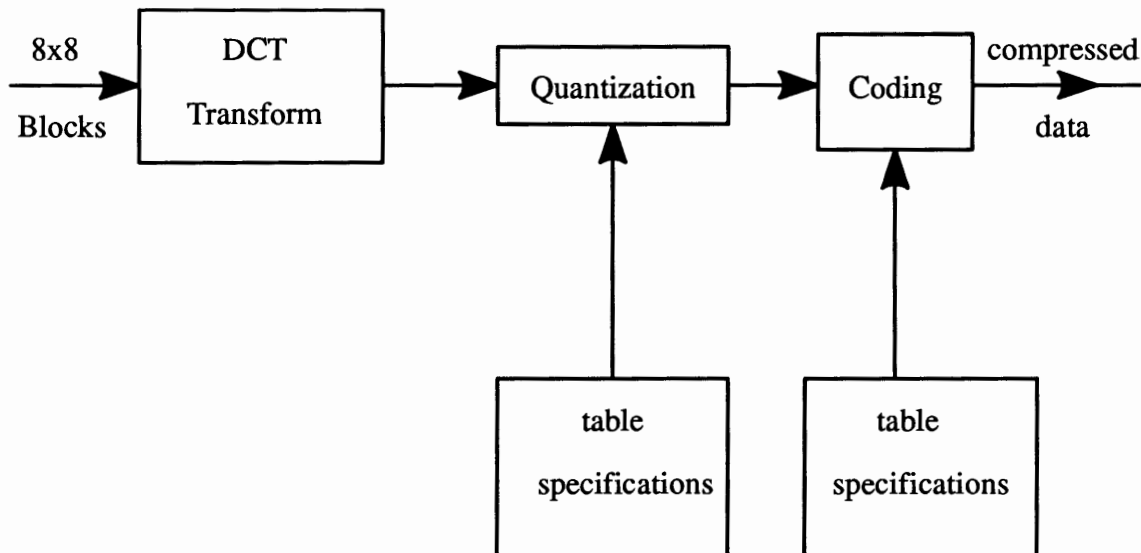 8x8
Blocks
DCT
Transform
Quantization
Coding
compressed
data
table
specifications
table
specifications